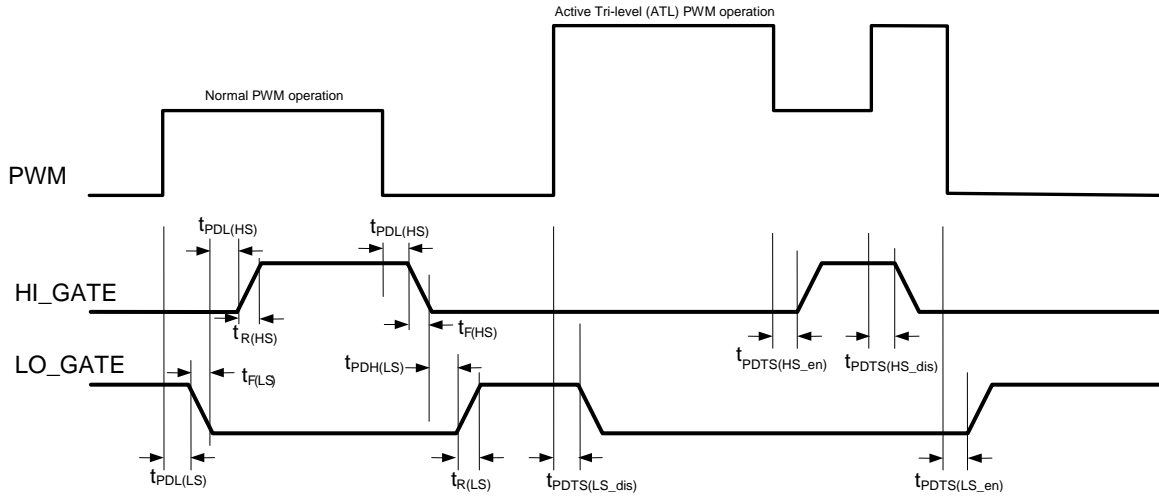 Active Tri-level (ATL) PWM operation
Normal PWM operation
PWM
tPDL(HS)
tPDL(HS)
HI_GATE
tR(HS)
tF(HS)
tPDTS(HS_en)
tPDTS(HS_dis)
LO_GATE
tF(LS)
tPDH(LS)
tPDL(LS)
tR(LS)
tPDTS(LS_dis)
tPDTS(LS_en)